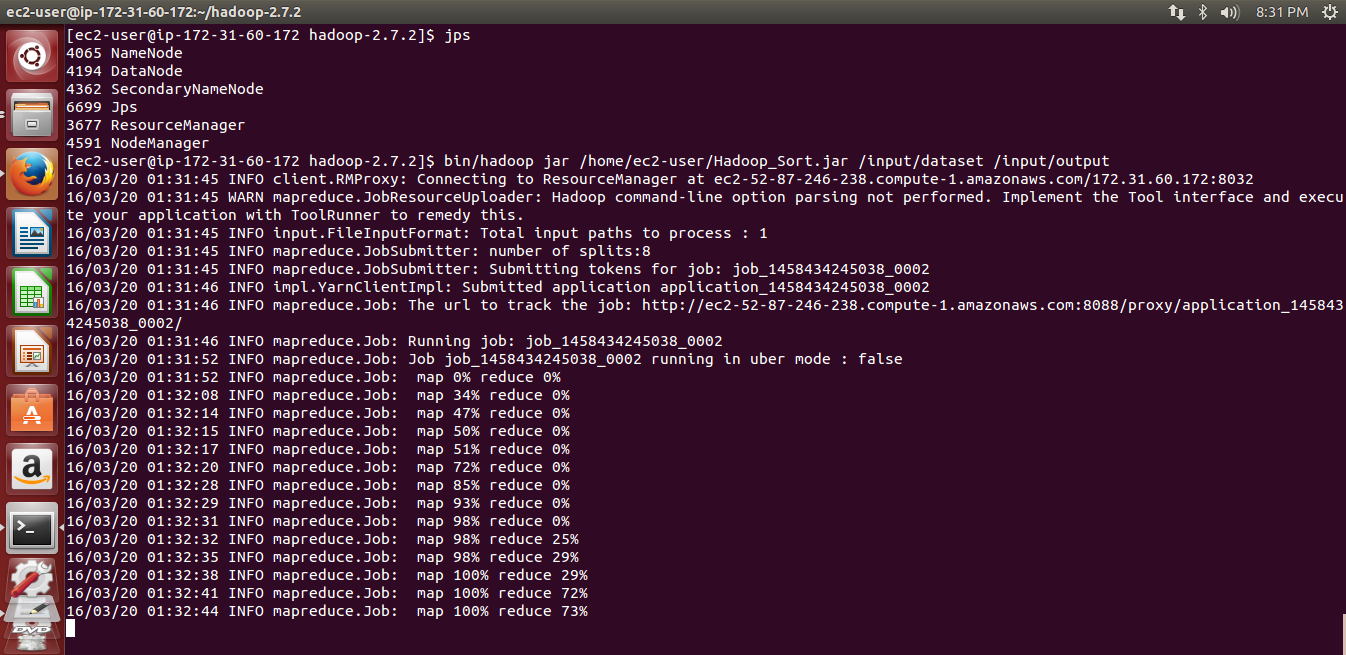 ec2-user@ip-172-31-60-172:~/hadoop-2.7.2
8:31 PM
[ec2-user@ip-172-31-60-172 hadoop-2.7.2]$ jps
4065 NameNode
4194 DataNode
4362 SecondaryNameNode
6699 Jps
3677 ResourceManager
4591 NodeManager
[ec2-user@ip-172-31-60-172 hadoop-2.7.2]$ bin/hadoop jar /home/ec2-user/Hadoop_Sort.jar /input/dataset /input/output
16/03/20 01:31:45 INFO client.RMProxy: Connecting to ResourceManager at ec2-52-87-246-238.compute-1.amazonaws.com/172.31.60.172:8032
16/03/20 01:31:45 WARN mapreduce.JobResourceUploader: Hadoop command-line option parsing not performed. Implement the Tool interface and execu
te your application with ToolRunner to remedy this.
16/03/20 01:31:45 INFO input.FileInputFormat: Total input paths to process : 1
16/03/20 01:31:45 INFO mapreduce.JobSubmitter: number of splits:8
16/03/20 01:31:45 INFO mapreduce.JobSubmitter: Submitting tokens for job: job_1458434245038_0002
16/03/20 01:31:45 INFO impl.YarnClientImpl: Submitted application application_1458434245038_0002
16/03/20 01:31:46 INFO mapreduce.Job: The url to track the job: http://ec2-52-87-246-238.compute-1.amazonaws.com:8088/proxy/application_145843
4245038_0002/
16/03/20 01:31:46 INFO mapreduce.Job: Running job: job_1458434245038_0002
16/03/20 01:31:52 INFO mapreduce.Job: Job job_1458434245038_0002 running in uber mode : false
16/03/20 01:31:52 INFO mapreduce.Job:  map 0% reduce 0%
16/03/20 01:32:08 INFO mapreduce.Job:  map 34% reduce 0%
16/03/20 01:32:14 INFO mapreduce.Job:  map 47% reduce 0%
16/03/20 01:32:15 INFO mapreduce.Job:  map 50% reduce 0%
16/03/20 01:32:17 INFO mapreduce.Job:  map 51% reduce 0%
16/03/20 01:32:20 INFO mapreduce.Job:  map 72% reduce 0%
16/03/20 01:32:28 INFO mapreduce.Job:  map 85% reduce 0%
16/03/20 01:32:29 INFO mapreduce.Job:  map 93% reduce 0%
16/03/20 01:32:31 INFO mapreduce.Job:  map 98% reduce 0%
16/03/20 01:32:32 INFO mapreduce.Job:  map 98% reduce 25%
16/03/20 01:32:35 INFO mapreduce.Job:  map 98% reduce 29%
16/03/20 01:32:38 INFO mapreduce.Job:  map 100% reduce 29%
16/03/20 01:32:41 INFO mapreduce.Job:  map 100% reduce 72%
16/03/20 01:32:44 INFO mapreduce.Job:  map 100% reduce 73%
A
a
>_
DVD